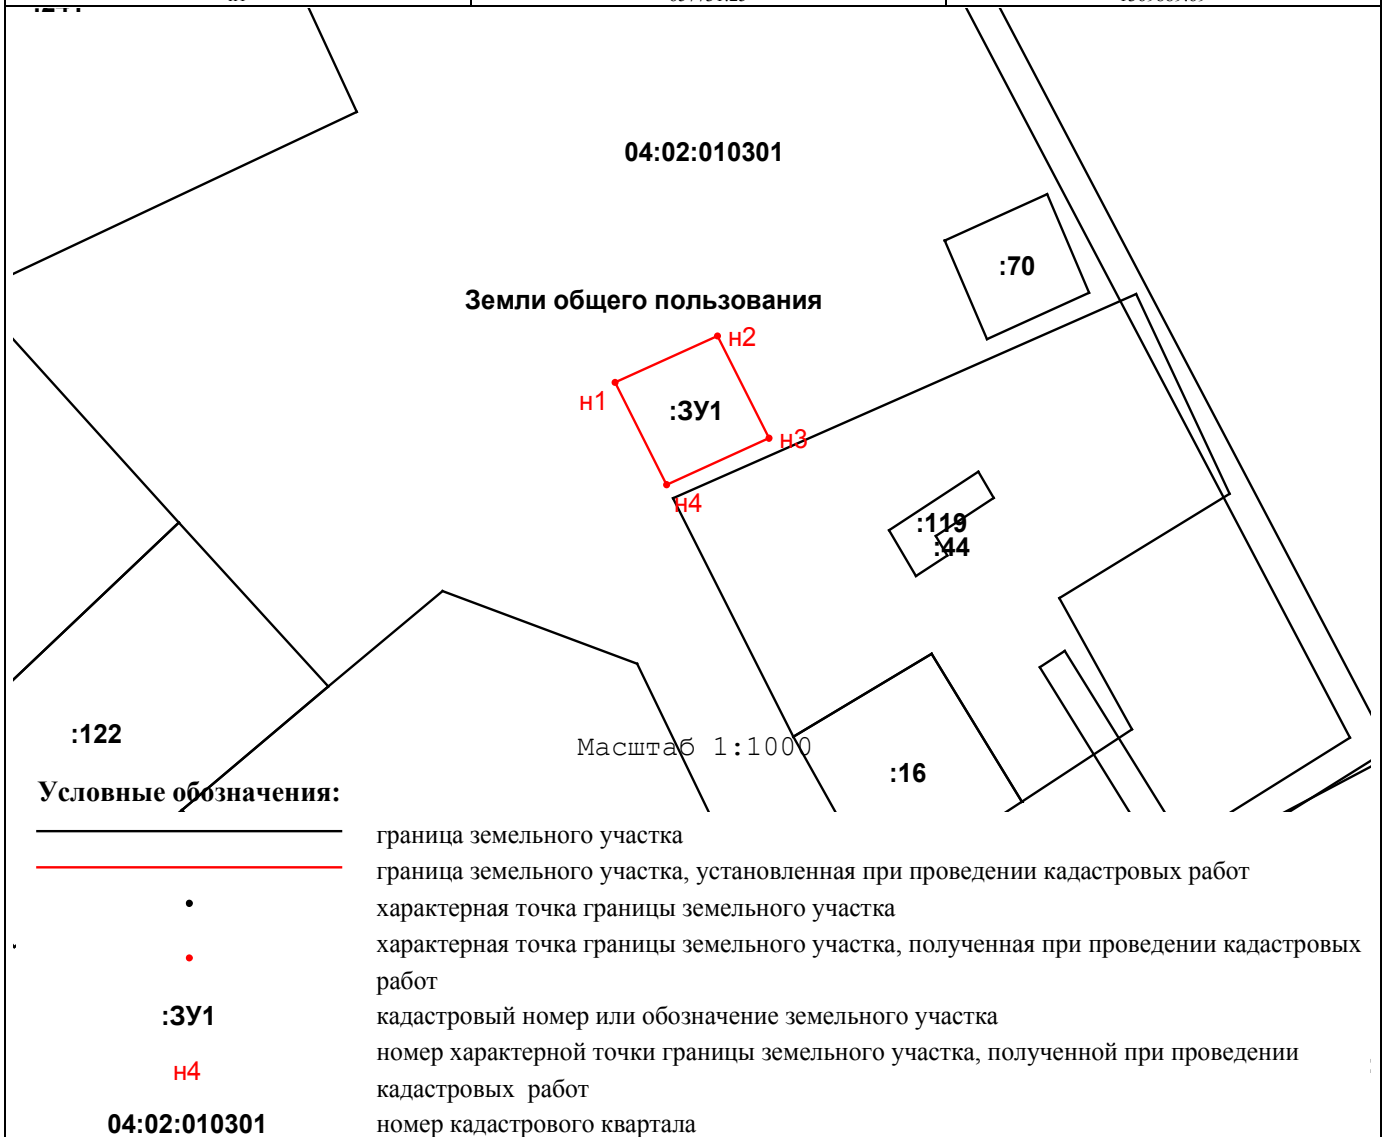 04:02:010301
:70
Земли общего пользования
н2
н1
:ЗУ1
н3
н4
:119
:44
:122
Масштаб 1:1000
:16
Условные обозначения:
граница земельного участка
граница земельного участка, установленная при проведении кадастровых работ
характерная точка границы земельного участка
характерная точка границы земельного участка, полученная при проведении кадастровых
работ
:ЗУ1 кадастровый номер или обозначение земельного участка
номер характерной точки границы земельного участка, полученной при проведении
н4
кадастровых работ
04:02:010301 номер кадастрового квартала